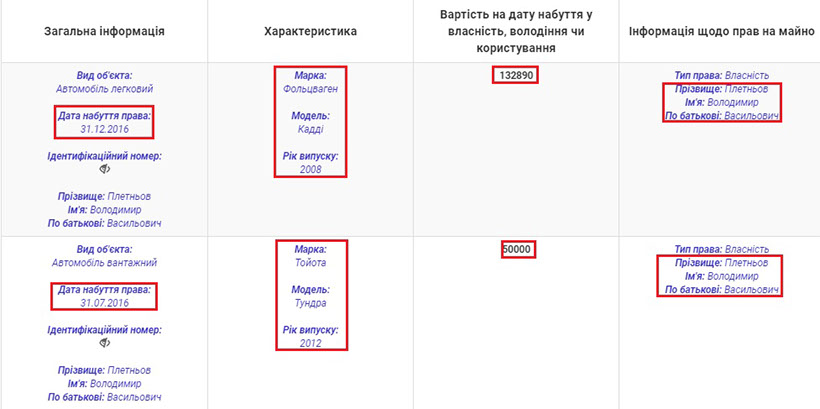 Загальна інформація
Характеристика
Вартість на дату набуття у
власність, володіння чи
користування
Інформація щодо прав на майно
Вид об'єкта:
Автомобіль легковий
Дата набуття права:
31.12.2016
Ідентифікаційний номер:
Прізвище: Плетньов
Ім'я: Володимир
По батькові: Васильович
Марка:
Фольцваген
Модель:
Кадді
Рік випуску:
2008
132890
Тип права: Власність
Прізвище: Плетньов
Ім'я: Володимир
По батькові: Васильович
Вид об'єкта:
Автомобіль вантажний
Дата набуття права:
31.07.2016
Ідентифікаційний номер:
Прізвище: Плетньов
Ім'я: Володимир
По батькові: Васильович
Марка:
Тойота
Модель:
Тундра
Рік випуску:
2012
50000
Тип права: Власність
Прізвище: Плетньов
Ім'я: Володимир
По батькові: Васильович